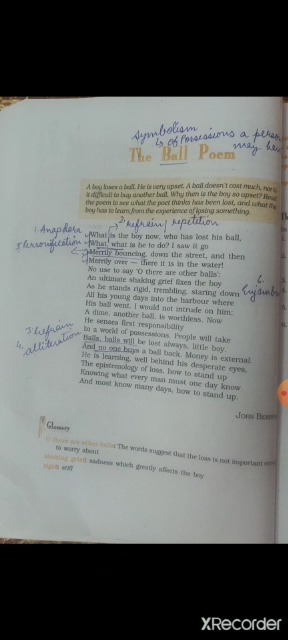 symbolism
↳ of Possessions a person
may have
The Ball Poem
A boy loses a ball. He is very upset. A ball doesn't cost much, nor is
it difficult to buy another ball. Why then is the boy so upset? Read
the poem to see what the poet thinks has been lost, and what the
boy has to learn from the experience of losing something.
2. Refrain / repetition
1. Anaphora
What is the boy now, who has lost his ball,
What, what is he to do? I saw it go
Merrily bouncing, down the street, and then
Merrily over — there it is in the water!
No use to say 'O there are other balls':
An ultimate shaking grief fixes the boy
As he stands rigid, trembling, staring down
All his young days into the harbour where
His ball went. I would not intrude on him:
A dime, another ball, is worthless. Now
He senses first responsibility
In a world of possessions. People will take
Balls, balls will be lost always, little boy.
And no one buys a ball back. Money is external.
He is learning, well behind his desperate eyes,
The epistemology of loss, how to stand up
Knowing what every man must one day know
And most know many days, how to stand up.
5. Personification
6.
3. Refrain
4. alliteration
JOHN
Glossary
O there are other balls: The words suggest that the loss is not important
to worry about
shaking grief: sadness which greatly affects the boy
rigid: stiff
XRecorder